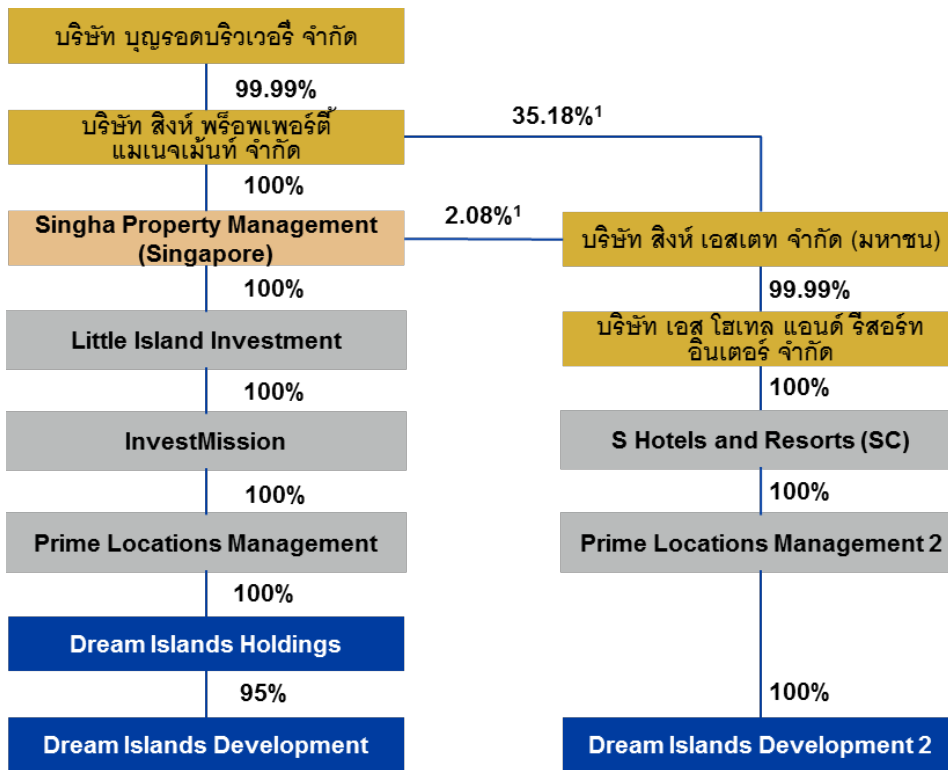 บริษัท บุญรอดบริวเวอรี่ จำกัด
99.99%
บริษัท สิงห์ พร็อพเพอร์ตี้
แมเนจเม้นท์ จำกัด
35.18%¹
100%
Singha Property Management
(Singapore)
2.08%¹
บริษัท สิงห์ เอสเตท จำกัด (มหาชน)
100%
99.99%
Little Island Investment
บริษัท เอส โฮเทล แอนด์ รีสอร์ท
อินเตอร์ จำกัด
100%
100%
InvestMission
S Hotels and Resorts (SC)
100%
100%
Prime Locations Management
Prime Locations Management 2
100%
Dream Islands Holdings
95%
100%
Dream Islands Development
Dream Islands Development 2